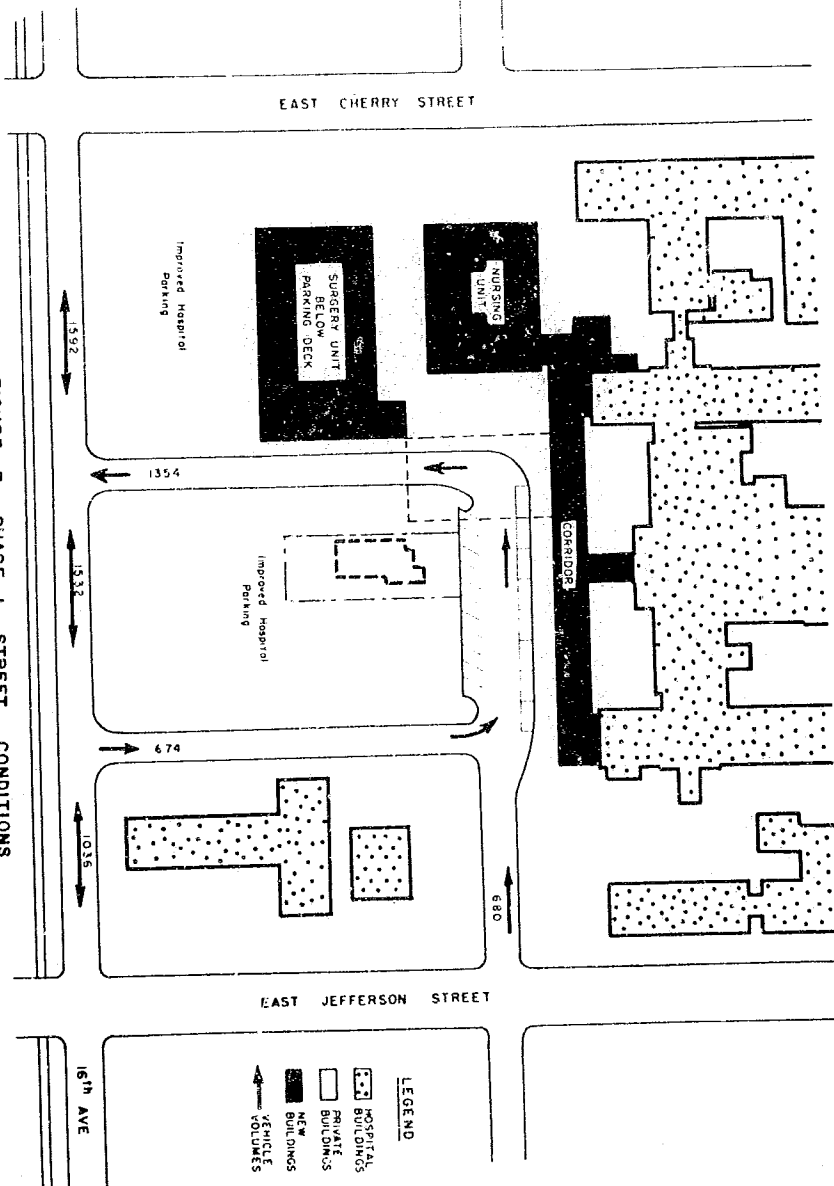 EAST CHERRY STREET
Improved Hospital
Parking
1592
SURGERY UNIT
BELOW
PARKING DECK
NURSING
UNIT
1354
1532
Improved Hospital
Parking
CORRIDOR
674
1036
680
EAST JEFFERSON STREET
16th AVE
LEGEND
HOSPITAL
BUILDINGS
PRIVATE
BUILDINGS
NEW
BUILDINGS
VEHICLE
VOLUMES
STREET CONDITIONS